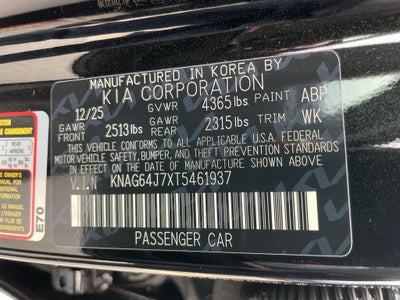 MANUFACTURED IN KOREA BY
KIA CORPORATION
12/25 GVWR 4365lbs PAINT ABP
GAWR FRONT 2513lbs GAWR REAR 2315lbs TRIM WK
THIS VEHICLE CONFORMS TO ALL APPLICABLE U.S.A. FEDERAL
MOTOR VEHICLE SAFETY, BUMPER, AND THEFT PREVENTION STANDARDS
IN EFFECT ON THE DATE OF MANUFACTURE SHOWN ABOVE.
V.I.N KNAG64J7XT5461937
PASSENGER CAR
E70